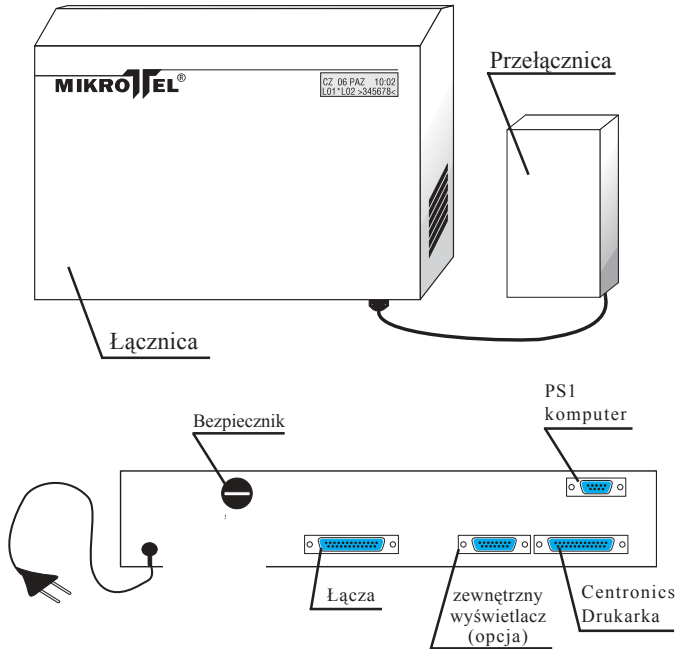 Przełącznica
MIKROTEL®
CZ 06 PAZ 10:02
L01*L02 >345678<
Łącznica
PS1
komputer
Bezpiecznik
Łącza
zewnętrzny
wyświetlacz
(opcja)
Centronics
Drukarka